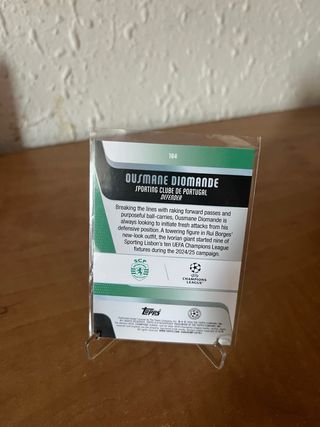 104
OUSMANE DIOMANDE
SPORTING CLUBE DE PORTUGAL
DEFENDER
Breaking the lines with raking forward passes and
purposeful ball-carries, Ousmane Diomande is
always looking to initiate fresh attacks from his
defensive position. A towering figure in Rui Borges'
new-look outfit, the Ivorian giant started nine of
Sporting Lisbon's ten UEFA Champions League
fixtures during the 2024/25 campaign.
SCP
UEFA
CHAMPIONS
LEAGUE
Topps